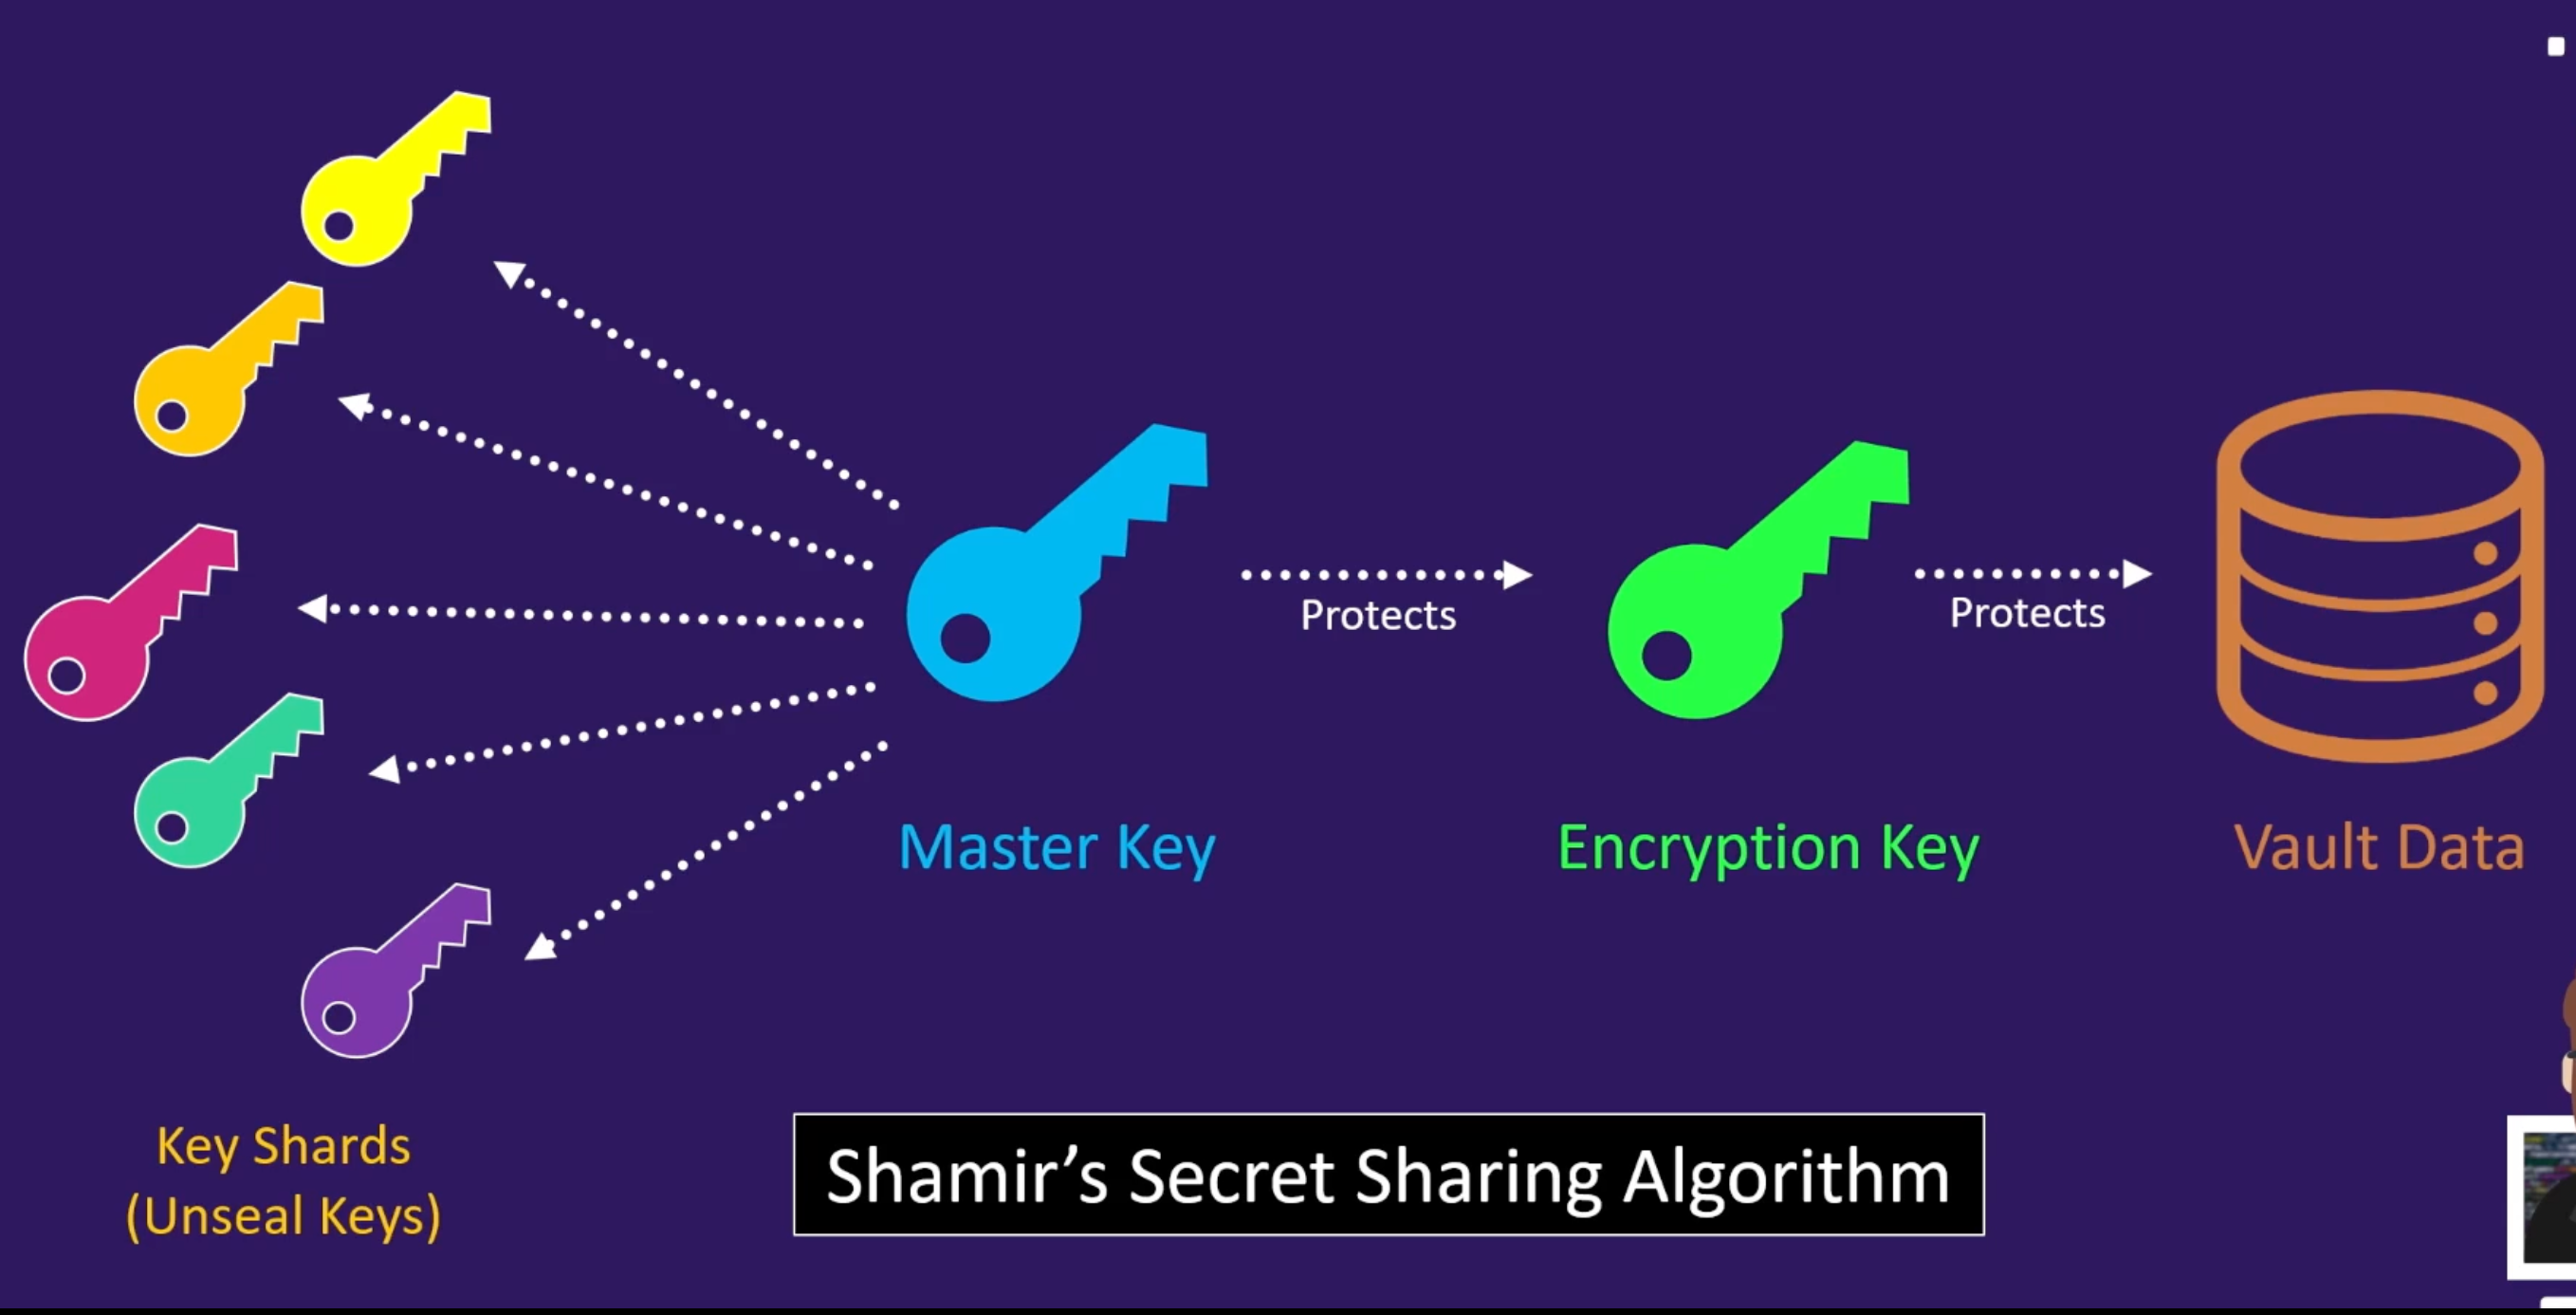 Protects
Protects
Master Key
Encryption Key
Vault Data
Key Shards
(Unseal Keys)
Shamir’s Secret Sharing Algorithm